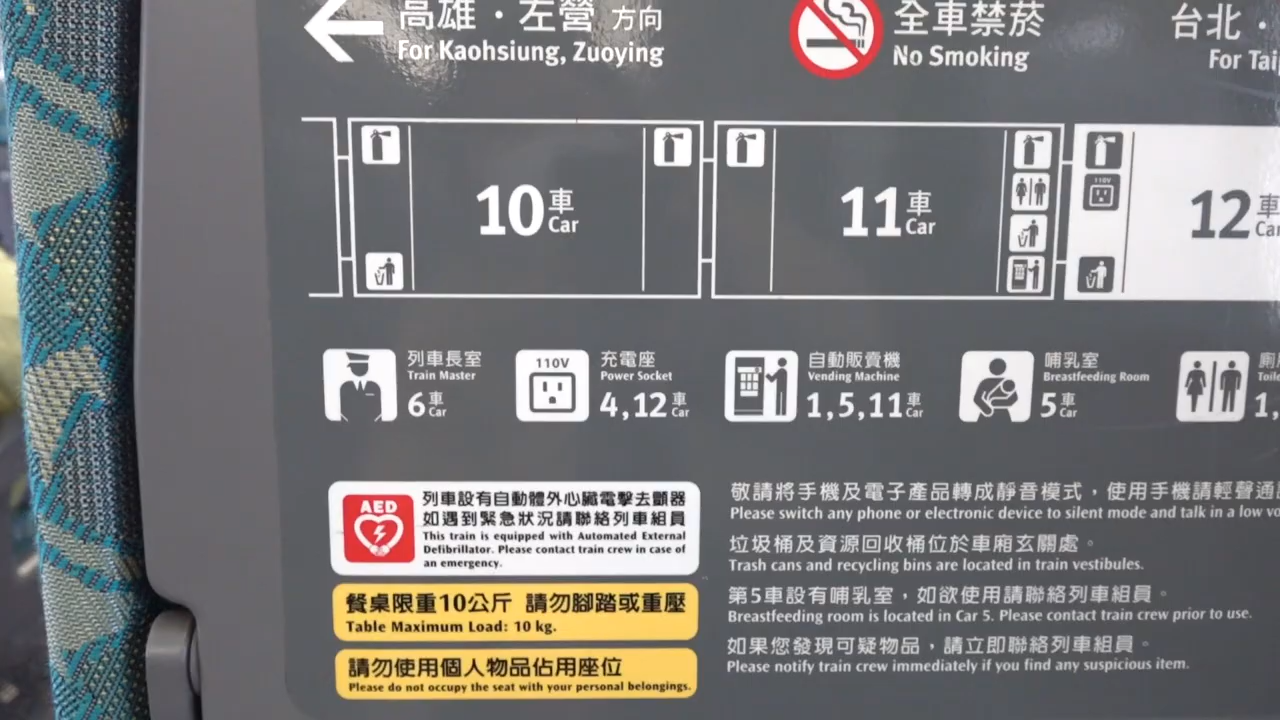 高雄・左營 方向
For Kaohsiung, Zuoying
全車禁菸
No Smoking
台北・
For Tai
10 車
Car
11 車
Car
110V
12 車
Car
列車長室
Train Master
6 車
Car
110V
充電座
Power Socket
4,12 車
Car
自動販賣機
Vending Machine
1,5,11 車
Car
哺乳室
Breastfeeding Room
5 車
Car
1,
AED
列車設有自動體外心臟電擊去顫器
如遇到緊急狀況請聯絡列車組員
This train is equipped with Automated External
Defibrillator. Please contact train crew in case of
an emergency.
餐桌限重10公斤 請勿腳踏或重壓
Table Maximum Load: 10 kg.
請勿使用個人物品佔用座位
Please do not occupy the seat with your personal belongings.
敬請將手機及電子產品轉成靜音模式，使用手機請輕聲通
Please switch any phone or electronic device to silent mode and talk in a low
垃圾桶及資源回收桶位於車廂玄關處。
Trash cans and recycling bins are located in train vestibules.
第5車設有哺乳室，如欲使用請聯絡列車組員。
Breastfeeding room is located in Car 5. Please contact train crew prior to use.
如果您發現可疑物品，請立即聯絡列車組員。
Please notify train crew immediately if you find any suspicious item.